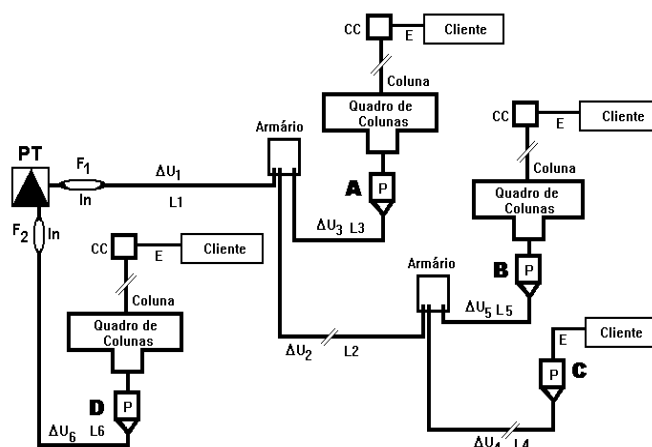 CC
E
Cliente
Coluna
Quadro de
Colunas
Armário
P
A
PT
F1
In
ΔU1
L1
ΔU3 L3
F2
In
CC
E
Cliente
Coluna
Quadro de
Colunas
P
B
CC
E
Cliente
Coluna
Quadro de
Colunas
P
D
Armário
ΔU5 L5
ΔU2 L2
E
Cliente
P
C
ΔU6 L6
ΔU4 L4